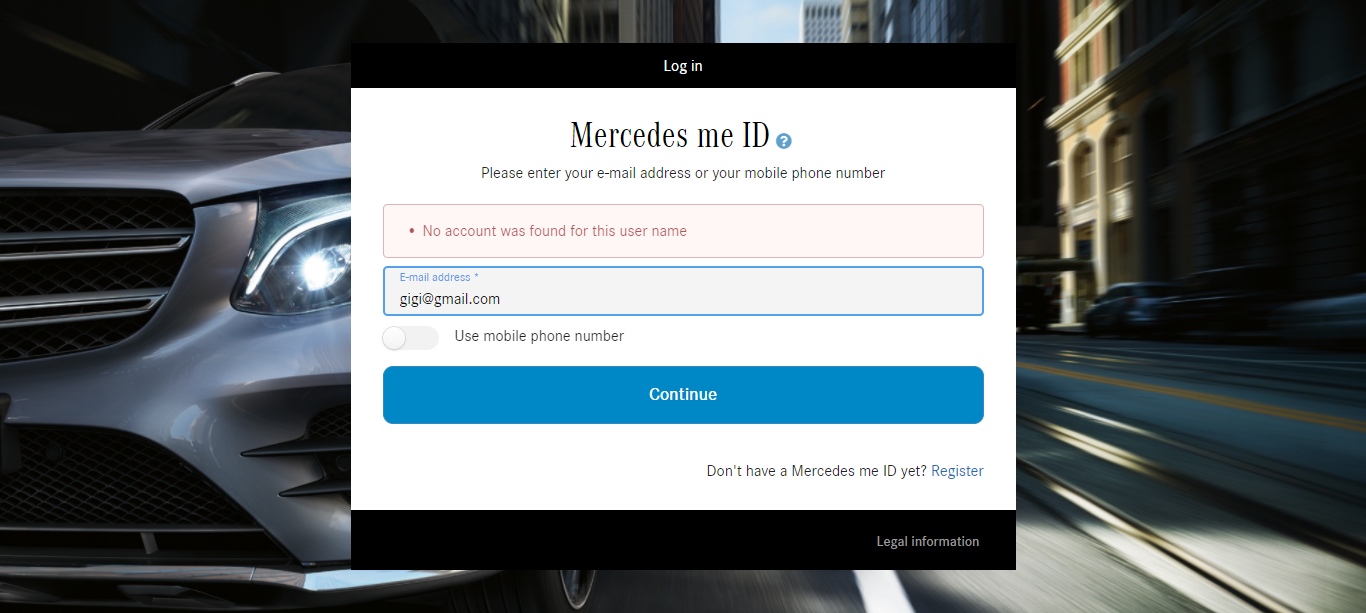 Log in
Mercedes me ID
Please enter your e-mail address or your mobile phone number
• No account was found for this user name
E-mail address *
gigi@gmail.com
Use mobile phone number
Continue
Don't have a Mercedes me ID yet? Register
Legal information